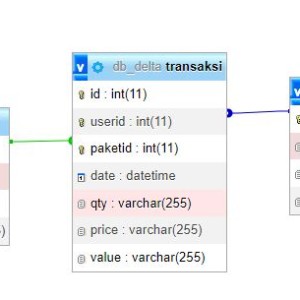 v db_delta transaksi
id : int(11)
userid : int(11)
paketid : int(11)
date : datetime
qty : varchar(255)
price : varchar(255)
value : varchar(255)